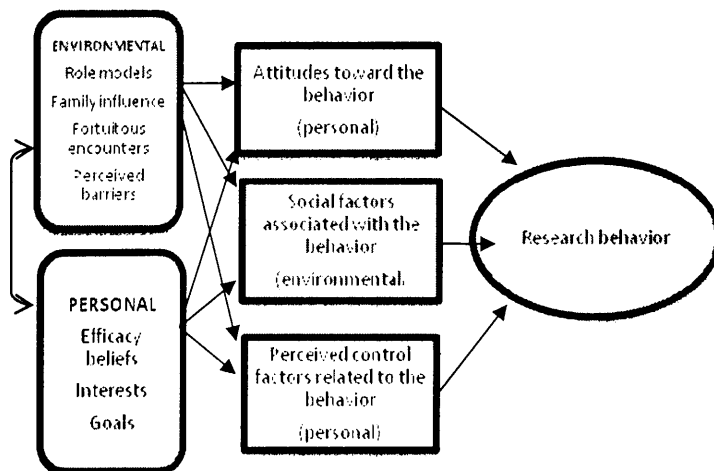 ENVIRONMENTAL
Role models
Family influence
Fortuitous
encounters
Perceived
barriers
PERSONAL
Efficacy
beliefs
Interests
Goals
Attitudes toward the
behavior
(personal)
Social factors
associated with the
behavior
(environmental
Perceived control
factors related to the
behavior
(personal)
Research behavior